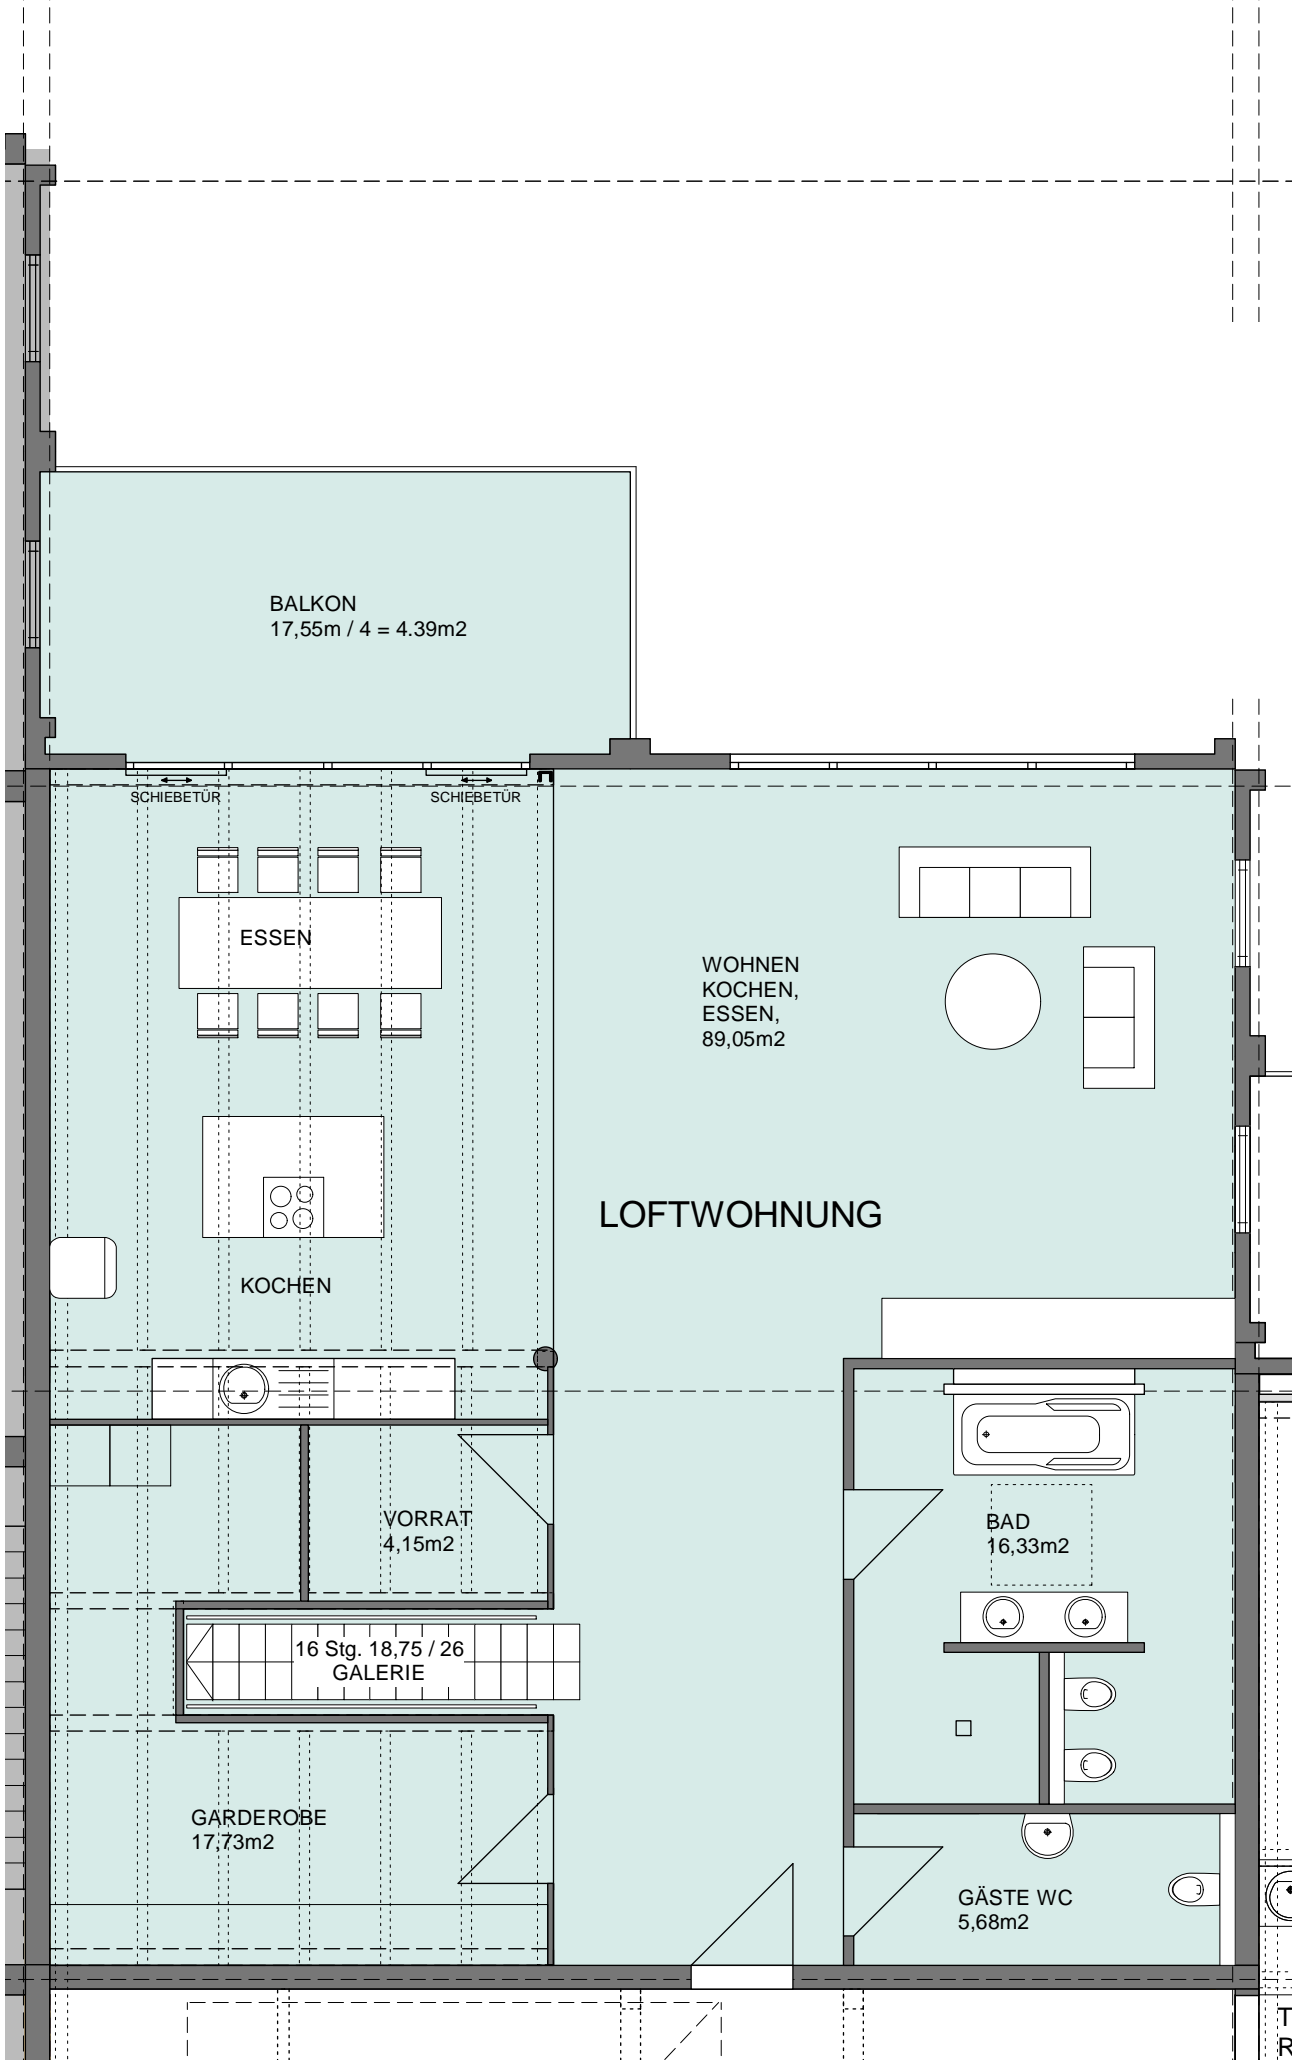 BALKON
17,55m / 4 = 4.39m2
SCHIEBETÜR
SCHIEBETÜR
ESSEN
WOHNEN
KOCHEN,
ESSEN,
89,05m2
LOFTWOHNUNG
KOCHEN
VORRAT
4,15m2
BAD
16,33m2
16 Stg. 18,75 / 26
GALERIE
GARDEROBE
17,73m2
GÄSTE WC
5,68m2
T
R